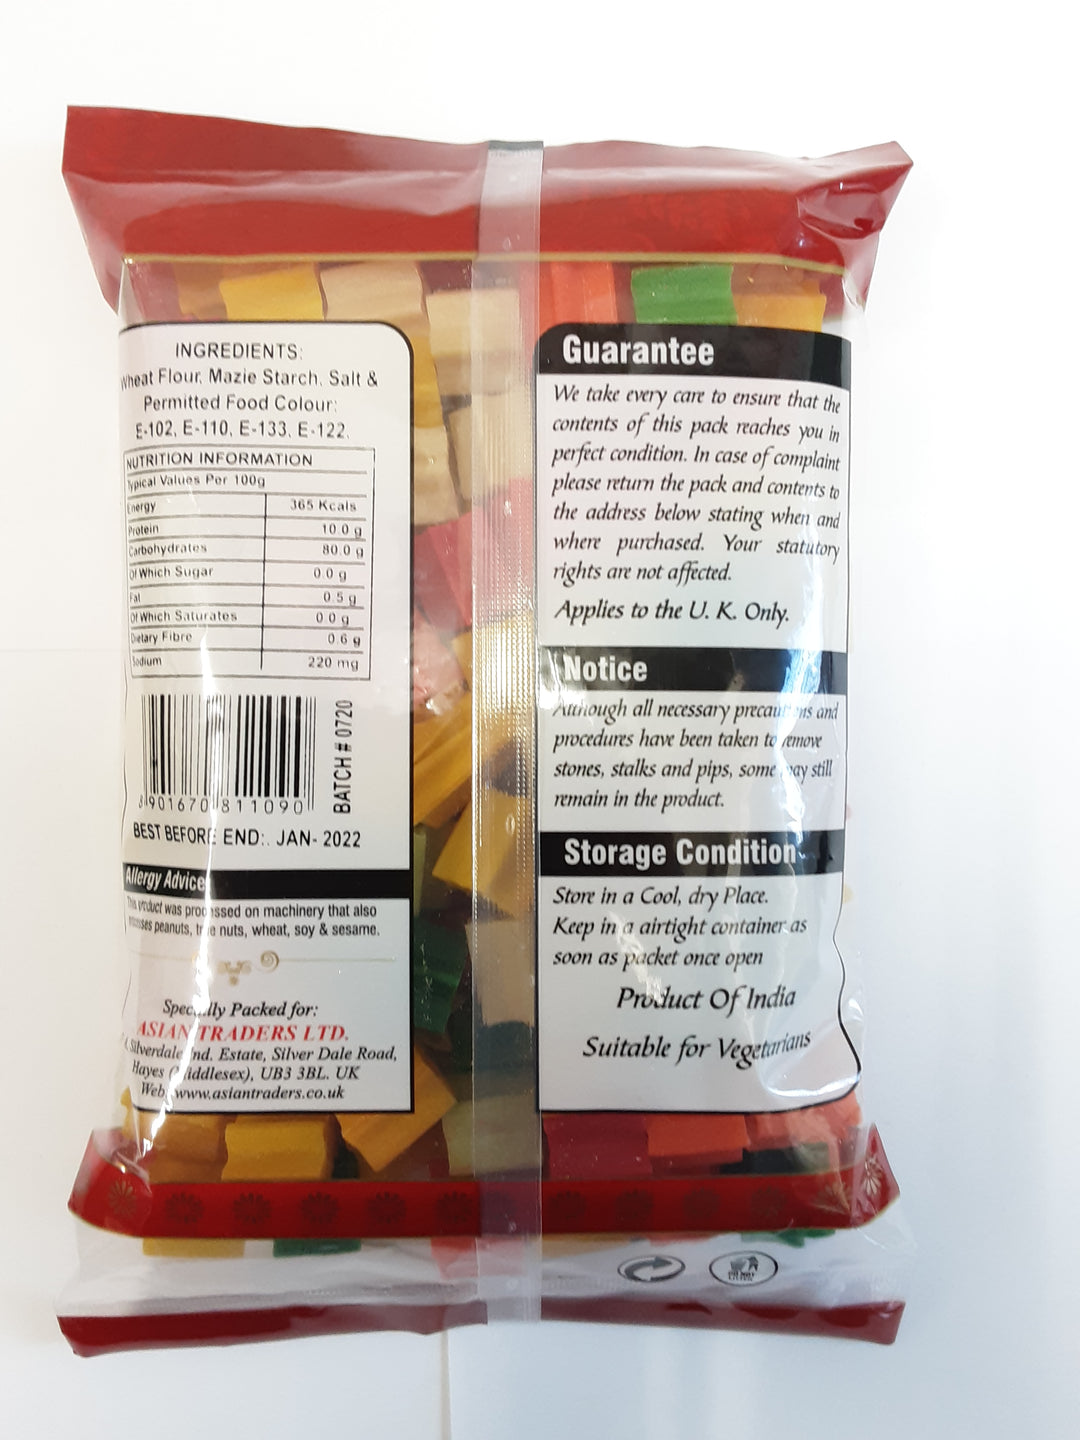 INGREDIENTS:
Wheat Flour, Mazie Starch, Salt &
Permitted Food Colour:
E-102, E-110, E-133, E-122.
NUTRITION INFORMATION
Typical Values Per 100g
Energy 365 Kcals
Protein 10.0 g
Carbohydrates 80.0 g
Of Which Sugar 0.0 g
Fat 0.5 g
Of Which Saturates 0 0 g
Dietary Fibre 0.6 g
Sodium 220 mg
8 901670 811090
BATCH # 0720
BEST BEFORE END:. JAN- 2022
Allergy Advice
This product was processed on machinery that also
peanuts, tree nuts, wheat, soy & sesame.
Specially Packed for:
ASIAN TRADERS LTD.
Silverdale Ind. Estate, Silver Dale Road,
Hayes (Middlesex), UB3 3BL. UK
Web: www.asiantraders.co.uk
Guarantee
We take every care to ensure that the
contents of this pack reaches you in
perfect condition. In case of complaint
please return the pack and contents to
the address below stating when and
where purchased. Your statutory
rights are not affected.
Applies to the U. K. Only.
Notice
Although all necessary precautions and
procedures have been taken to remove
stones, stalks and pips, some may still
remain in the product.
Storage Condition
Store in a Cool, dry Place.
Keep in a airtight container as
soon as packet once open
Product Of India
Suitable for Vegetarians